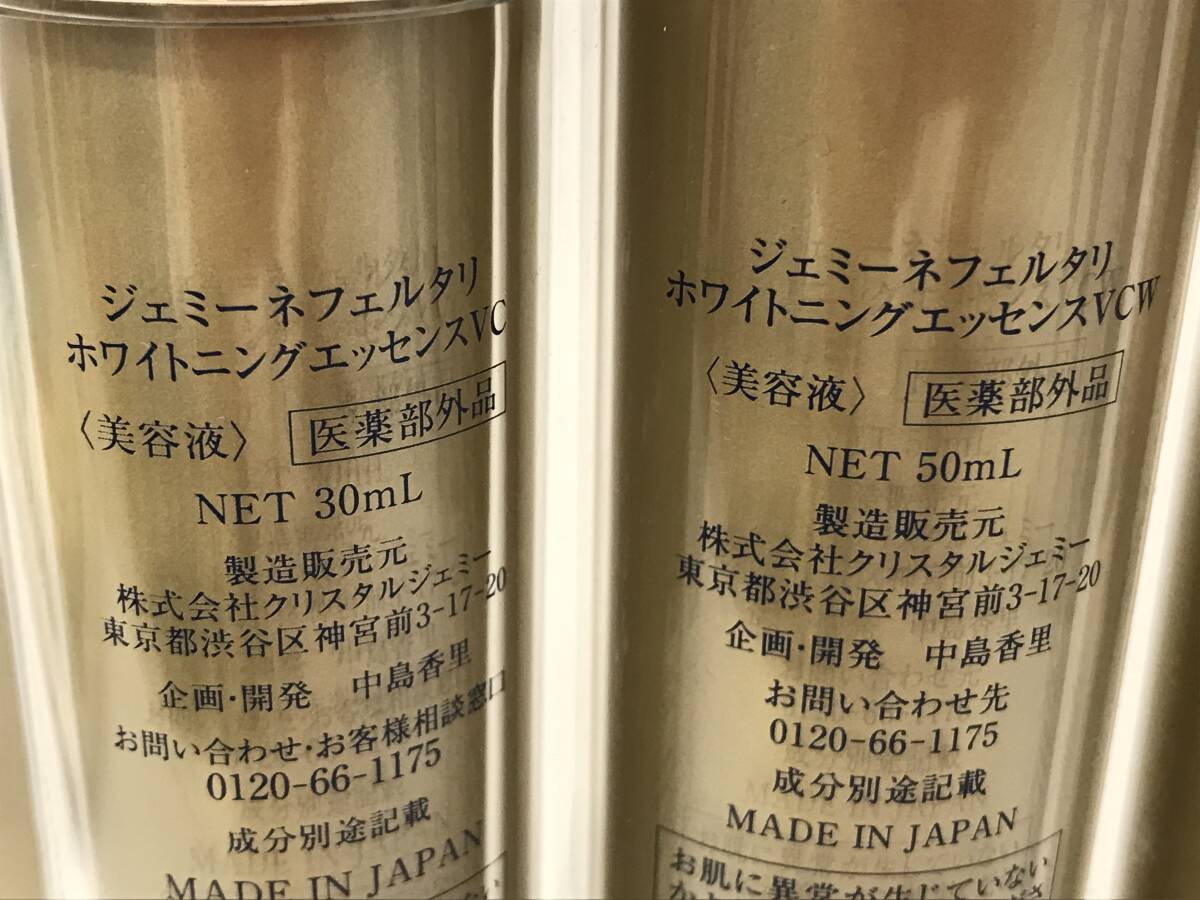 ジェミーネフェルタリ
ホワイトニングエッセンスVC
〈美容液〉 医薬部外品
NET 30mL
製造販売元
株式会社クリスタルジェミー
東京都渋谷区神宮前3-17-20
企画・開発 中島香里
お問い合わせ・お客様相談窓口
0120-66-1175
成分別途記載
MADE IN JAPAN
ジェミーネフェルタリ
ホワイトニングエッセンスVCW
〈美容液〉 医薬部外品
NET 50mL
製造販売元
株式会社クリスタルジェミー
東京都渋谷区神宮前3-17-20
企画・開発 中島香里
お問い合わせ先
0120-66-1175
成分別途記載
MADE IN JAPAN
お肌に異常が生じていない